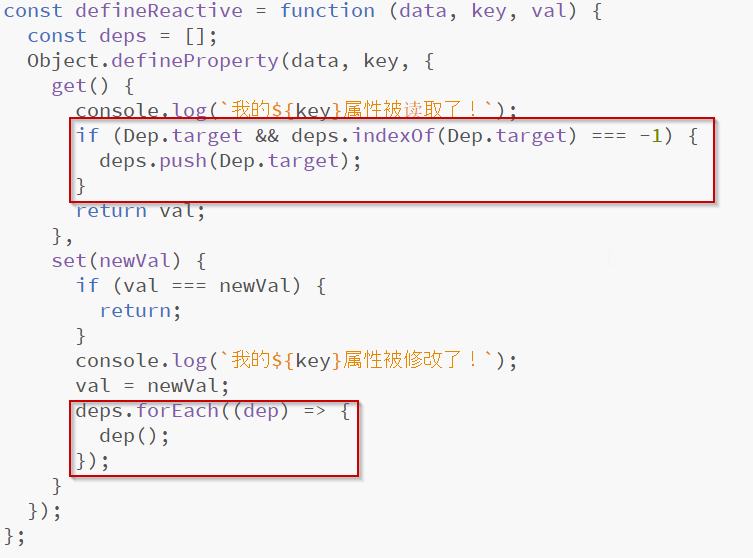 const defineReactive = function (data, key, val) {
  const deps = [];
  Object.defineProperty(data, key, {
    get() {
      console.log(`我的${key}属性被读取了！`);
      if (Dep.target && deps.indexOf(Dep.target) === -1) {
        deps.push(Dep.target);
      }
      return val;
    },
    set(newVal) {
      if (val === newVal) {
        return;
      }
      console.log(`我的${key}属性被修改了！`);
      val = newVal;
      deps.forEach((dep) => {
        dep();
      });
    }
  });
};